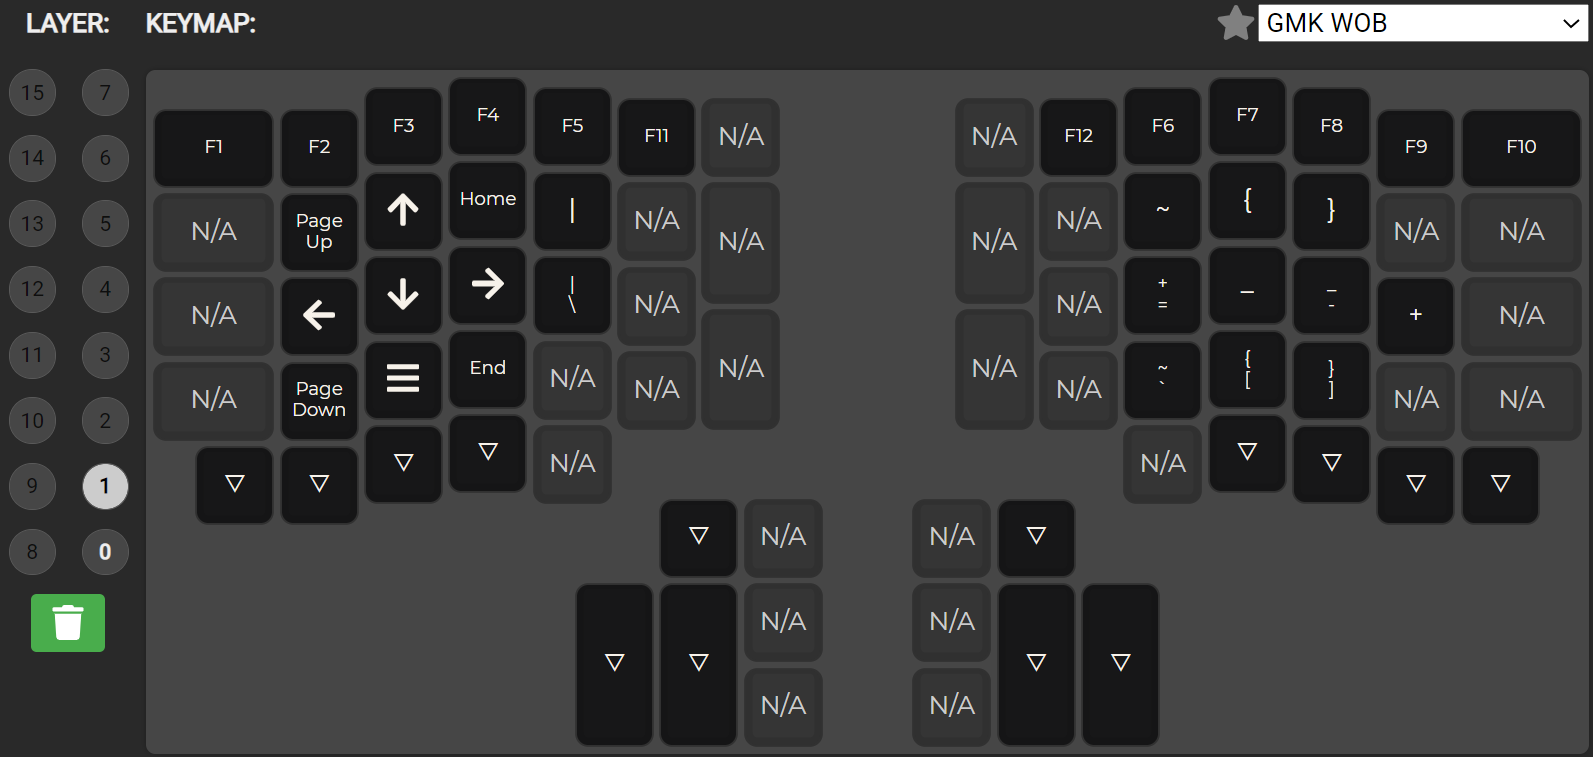 LAYER: KEYMAP: GMK WOB
15 7
14 6
13 5
12 4
11 3
10 2
9 1
8 0
F1 F2 F3 F4 F5 F11 N/A N/A F12 F6 F7 F8 F9 F10
N/A Page Up ↑ Home | N/A N/A N/A N/A ~ { } N/A N/A
N/A ← ↓ → | \ N/A N/A + = _ _ - + N/A
N/A Page Down ☰ End N/A N/A N/A N/A N/A ~ ` { [ } ] N/A N/A
▽ ▽ ▽ ▽ N/A N/A ▽ ▽ ▽ ▽
▽ N/A N/A ▽
▽ ▽ N/A N/A ▽ ▽
N/A N/A